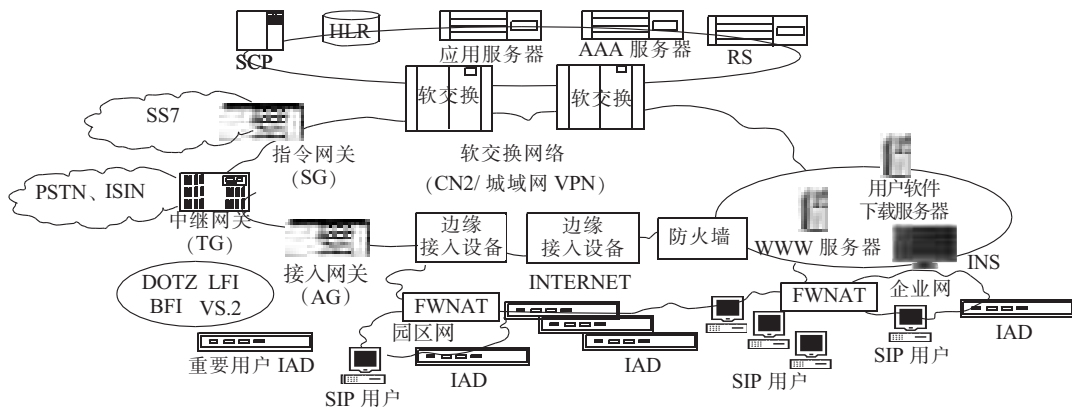 SCP
HLR
应用服务器
AAA 服务器
RS
软交换
软交换
SS7
指令网关
(SG)
软交换网络
(CN2/ 城域网 VPN)
PSTN、ISIN
中继网关
(TG)
用户软件
下载服务器
边缘
接入设备
边缘
接入设备
防火墙
WWW 服务器
INS
接入网关
(AG)
INTERNET
企业网
DOTZ LFI
BFI VS.2
FWNAT
园区网
FWNAT
IAD
重要用户 IAD
SIP 用户
IAD
IAD
SIP 用户
SIP 用户